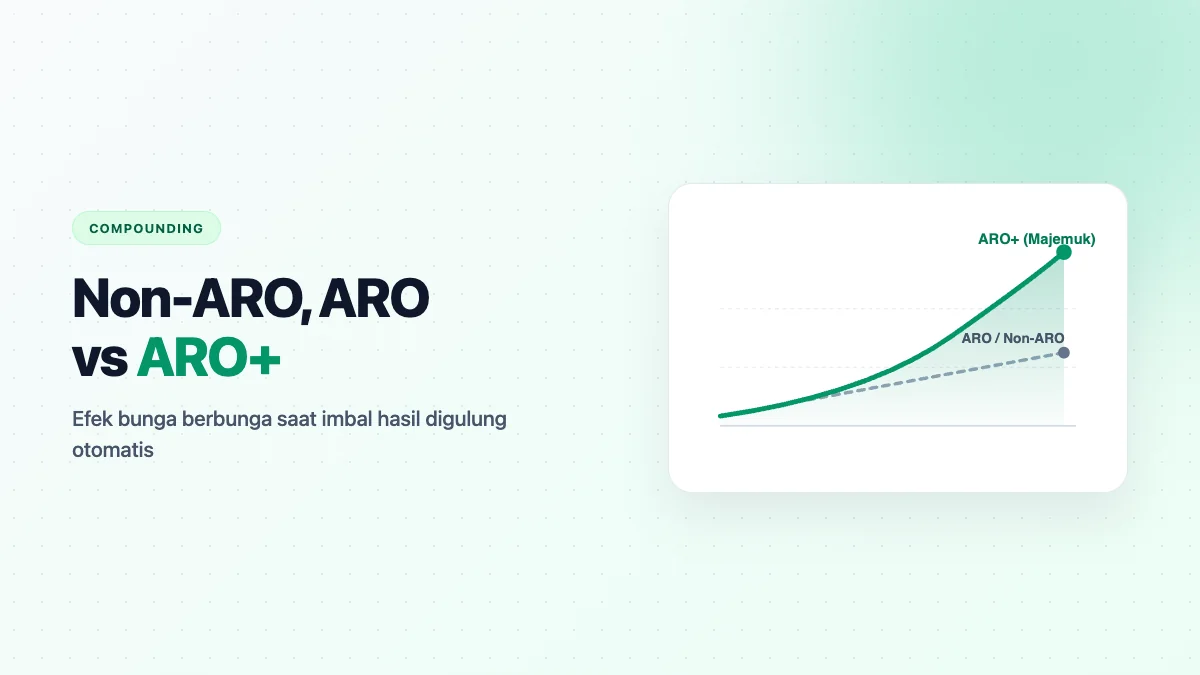 COMPOUNDING
Non-ARO, ARO
vs ARO+
Efek bunga berbunga saat imbal hasil digulung
otomatis
ARO+ (Majemuk)
ARO / Non-ARO